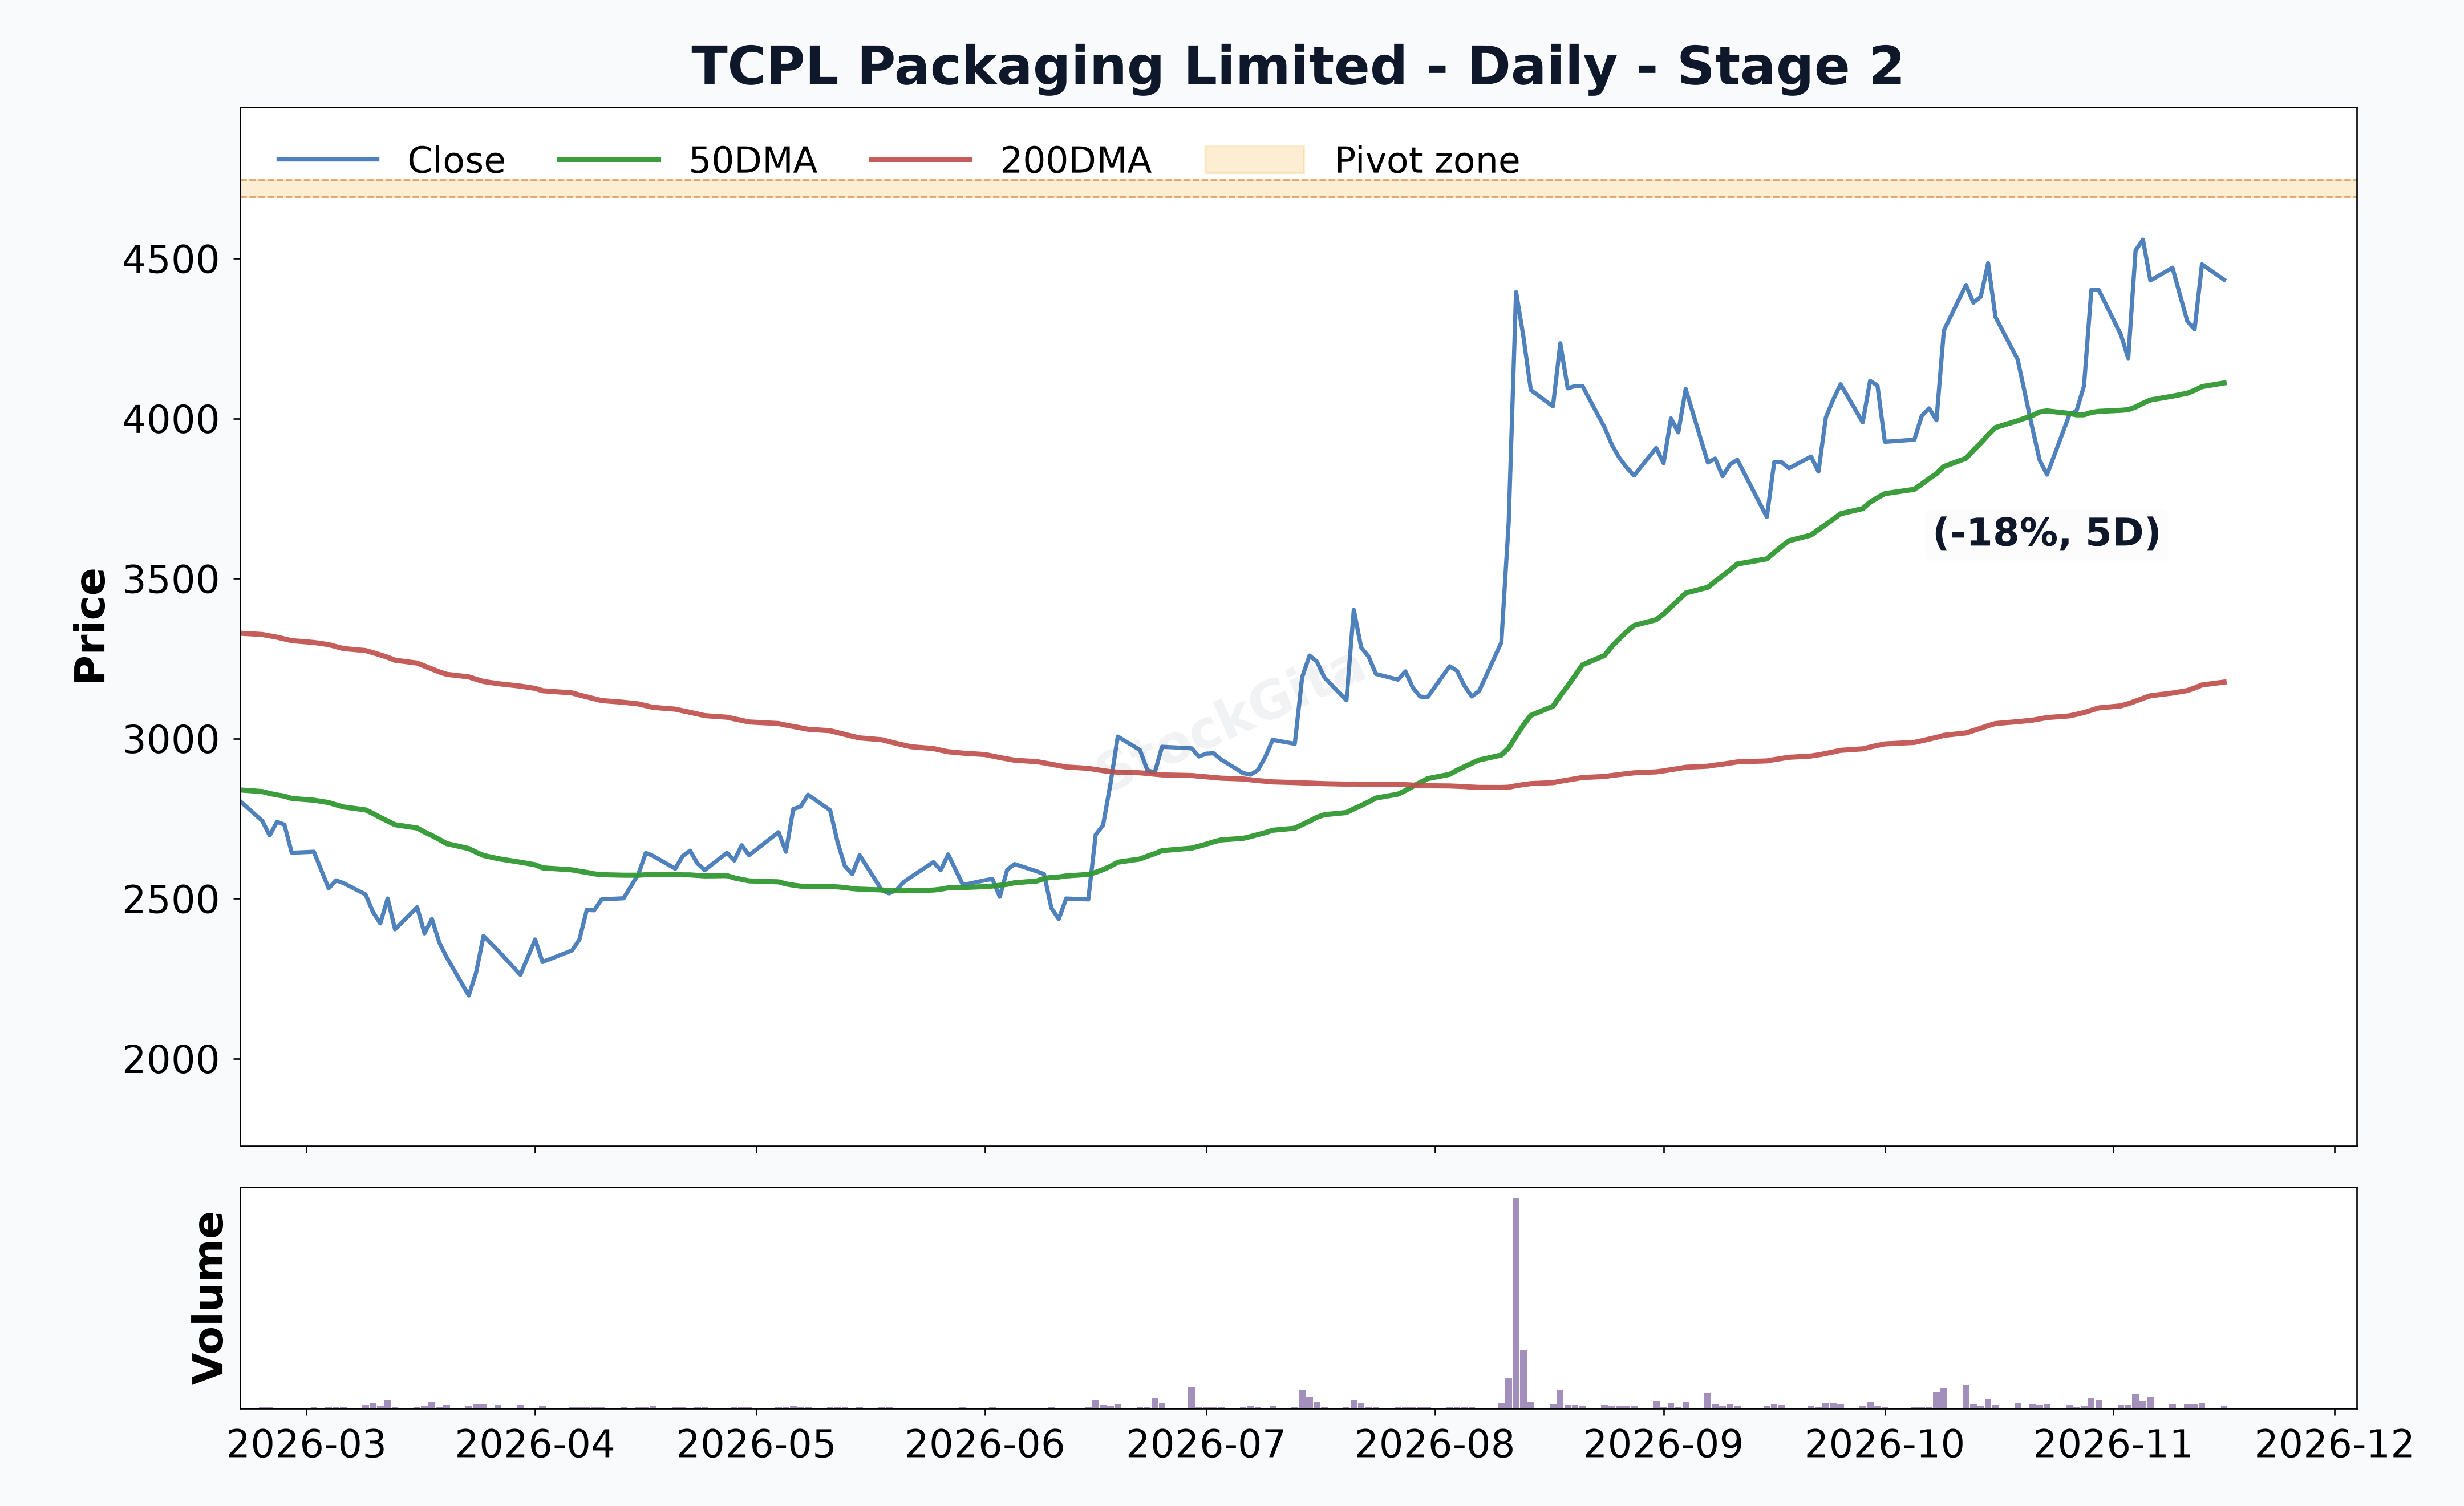 TCPL Packaging Limited - Daily - Stage 2
Close 50DMA 200DMA Pivot zone
4500
4000
3500
3000
2500
2000
Price
(-18%, 5D)
StockGita
Volume
2026-03 2026-04 2026-05 2026-06 2026-07 2026-08 2026-09 2026-10 2026-11 2026-12